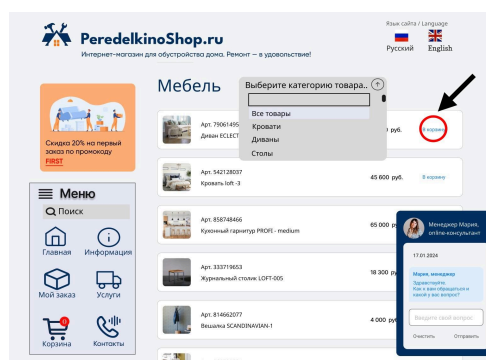 Язык сайта / Language
PeredelkinoShop.ru
Русский English
Интернет-магазин для обустройства дома. Ремонт – в удовольствие!
Мебель
Выберите категорию товара..
Все товары
Кровати
Диваны
Столы
Скидка 20% на первый
заказ по промокоду
FIRST
Меню
Поиск
Главная Информация
Мой заказ Услуги
0
Корзина Контакты
Арт. 79061495
Диван ECLECT
руб.
В корзину
Арт. 542128037
Кровать loft -3
45 600 руб.
В корзину
Арт. 858748466
Кухонный гарнитур PROFI - medium
65 000
Арт. 333719653
Журнальный столик LOFT-005
18 300 ру
Арт. 814662077
Вешалка SCANDINAVIAN-1
4 000 ру
Менеджер Мария,
online-консультант
17.01.2024
Мария, менеджер
Здравствуйте.
Как к вам обращаться и
какой у вас вопрос?
Введите свой вопрос.
Очистить Отправить